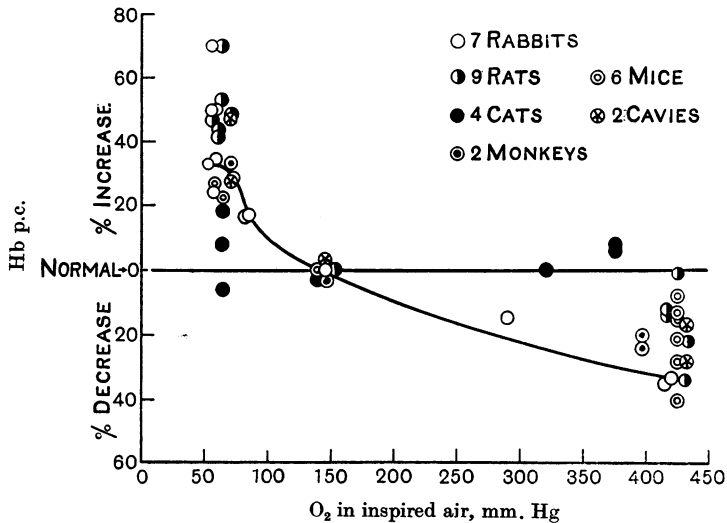 80
60
40
20
NORMAL 0
20
40
60
% INCREASE
% DECREASE
Hb p.c.
7 RABBITS
9 RATS
6 MICE
4 CATS
2 CAVIES
2 MONKEYS
0 50 100 150 200 250 300 350 400 450
O₂ in inspired air, mm. Hg